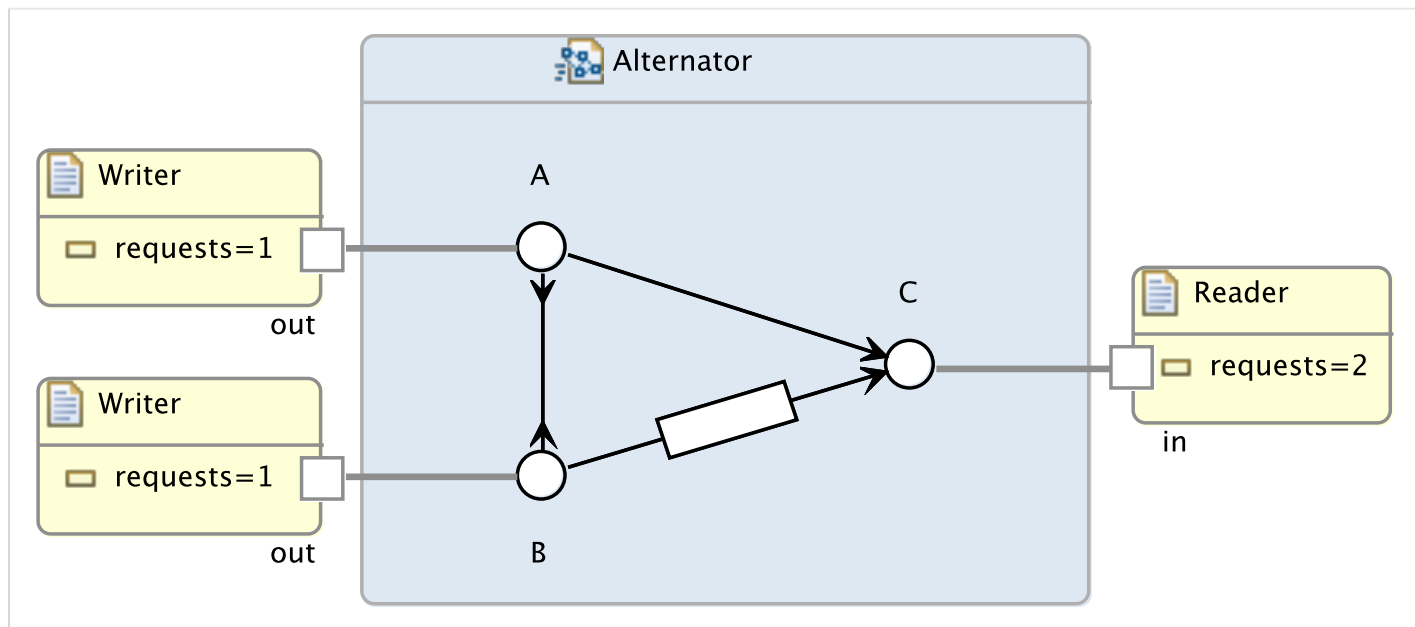 Alternator
Writer
requests=1
out
A
C
Reader
requests=2
in
Writer
requests=1
out
B